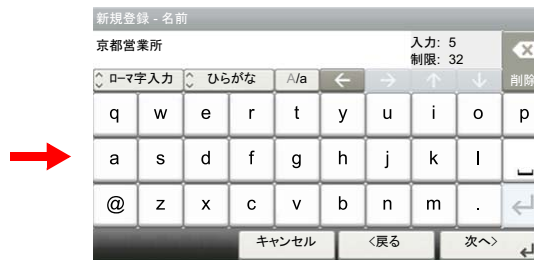 新規登録 - 名前
京都営業所
入力: 5
制限: 32
ローマ字入力 ひらがな A/a ← → ↑ ↓ 削除
q w e r t y u i o p
a s d f g h j k l
@ z x c v b n m .
キャンセル <戻る 次へ>